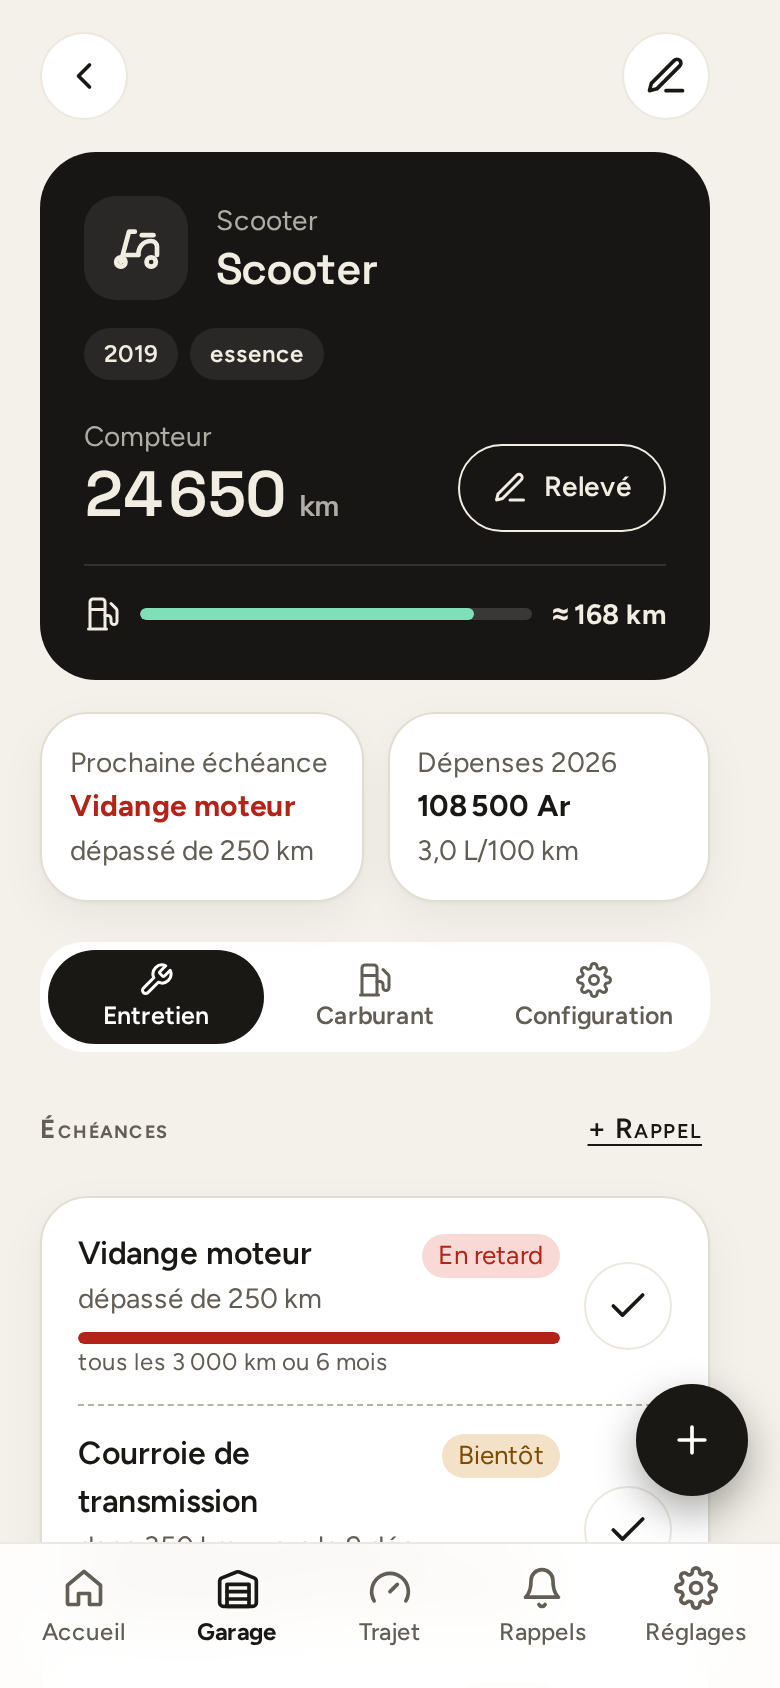 Scooter
Scooter
2019 essence
Compteur
24 650 km
Relevé
≈ 168 km
Prochaine échéance
Vidange moteur
dépassé de 250 km
Dépenses 2026
108 500 Ar
3,0 L/100 km
Entretien
Carburant
Configuration
Échéances
+ Rappel
Vidange moteur
En retard
dépassé de 250 km
tous les 3 000 km ou 6 mois
Courroie de
transmission
Bientôt
Accueil
Garage
Trajet
Rappels
Réglages